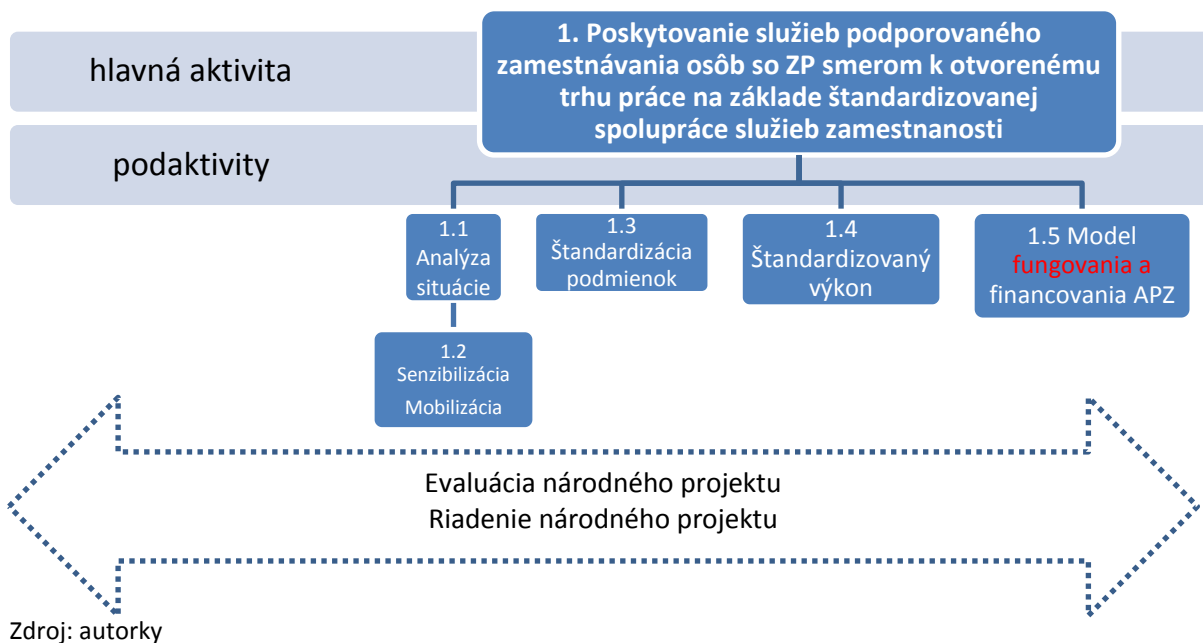 hlavná aktivita
1. Poskytovanie služieb podporovaného
zamestnávania osôb so ZP smerom k otvorenému
trhu práce na základe štandardizovanej
spolupráce služieb zamestnanosti
podaktivity
1.1
Analýza
situácie
1.2
Senzibilizácia
Mobilizácia
1.3
Štandardizácia
podmienok
1.4
Štandardizovaný
výkon
1.5 Model
fungovania a
financovania APZ
Evaluácia národného projektu
Riadenie národného projektu
Zdroj: autorky